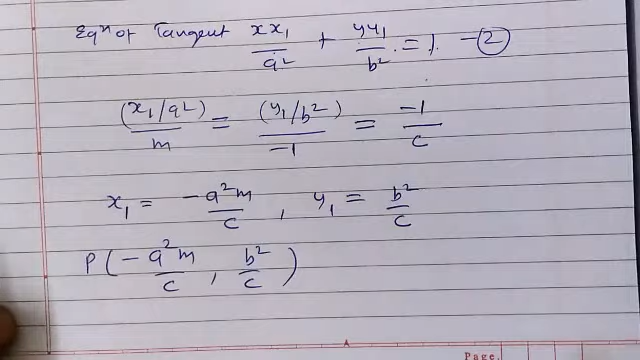 Eqⁿ of Tangent xx₁/a² + yy₁/b² = 1 -②
(x₁/a²)/m = (y₁/b²)/-1 = -1/c
x₁ = -a²m/c , y₁ = b²/c
P(-a²m/c , b²/c)
A
Page